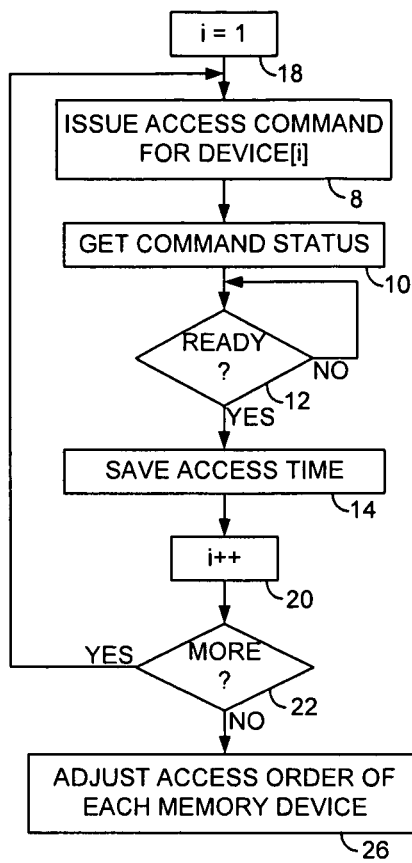 i = 1
18
ISSUE ACCESS COMMAND
FOR DEVICE[i]
8
GET COMMAND STATUS
10
READY
?
NO
12
YES
SAVE ACCESS TIME
14
i++
20
YES
MORE
?
22
NO
ADJUST ACCESS ORDER OF
EACH MEMORY DEVICE
26